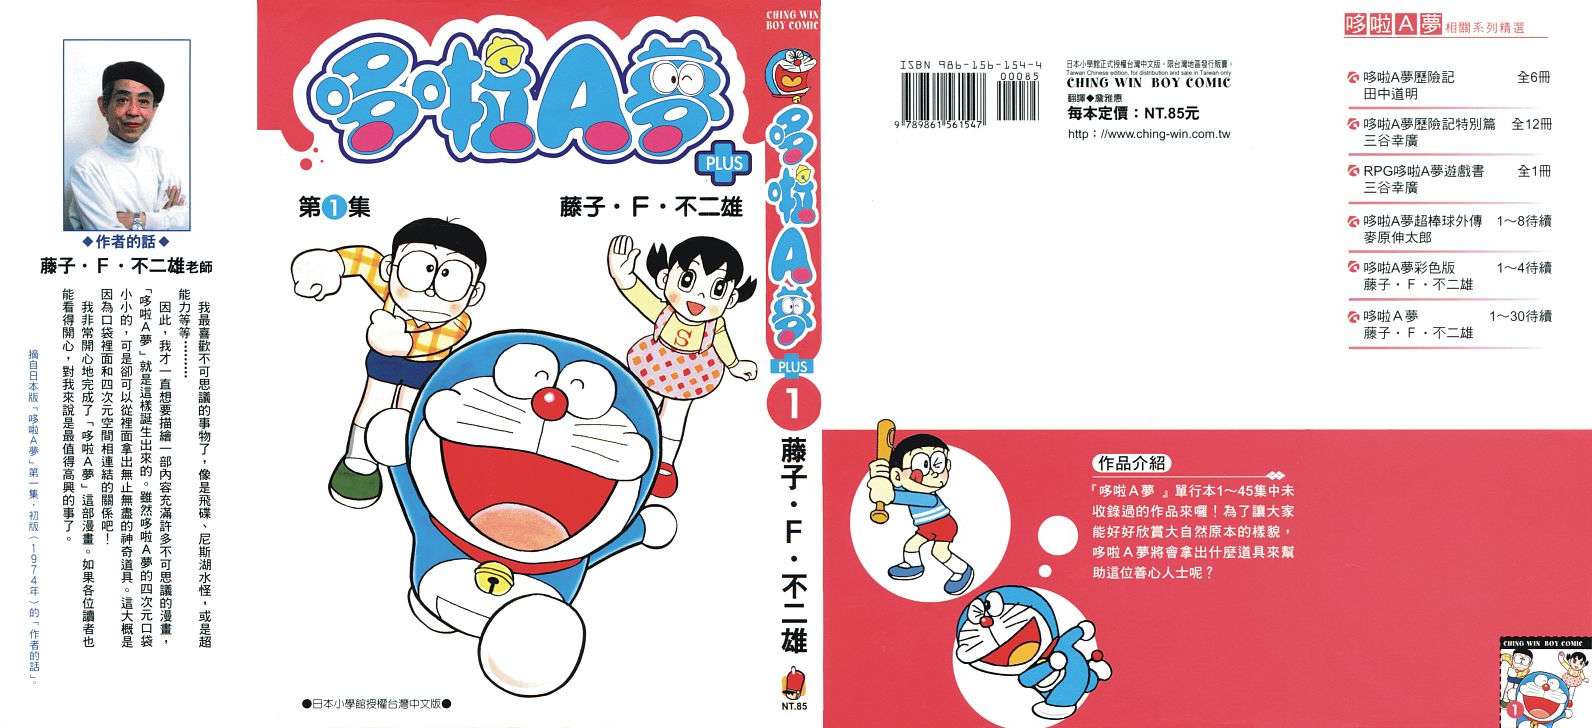 ◆作者的話◆
藤子・F・不二雄老師
我最喜歡不可思議的事物了，像是飛碟、尼斯湖水怪，或是超
能力等等…………
因此，我才一直想要描繪一部內容充滿許多不可思議的漫畫，
「哆啦A夢」就是這樣誕生出來的。雖然哆啦A夢的四次元口袋
小小的，可是卻可以從裡面拿出無止無盡的神奇道具。這大概是
因為口袋裡面和四次元空間相連結的關係吧！
我非常開心地完成了「哆啦A夢」這部漫畫。如果各位讀者也
能看得開心，對我來說是最值得高興的事了。
摘自日本版「哆啦A夢」第一集．初版（1974年）的「作者的話」。
哆啦A夢
PLUS
第1集
藤子・F・不二雄
S
●日本小學館授權台灣中文版●
CHING WIN
BOY COMIC
哆啦A夢
PLUS
1
藤子・F・不二雄
NT.85
ISBN 986-156-154-4
00085
9 789861 561547
日本小學館正式授權台灣中文版，限台灣地區發行販賣。
Taiwan Chinese edition, for distribution and sale in Taiwan only
CHING WIN BOY COMIC
翻譯◆詹雅惠
每本定價：NT.85元
http：//www.ching-win.com.tw
哆啦A夢相關系列精選
哆啦A夢歷險記 全6冊
田中道明
哆啦A夢歷險記特別篇 全12冊
三谷幸廣
RPG哆啦A夢遊戲書 全1冊
三谷幸廣
哆啦A夢超棒球外傳 1～8待續
麥原伸太郎
哆啦A夢彩色版 1～4待續
藤子・F・不二雄
哆啦A夢 1～30待續
藤子・F・不二雄
作品介紹
『哆啦A夢 』單行本1～45集中未
收錄過的作品來囉！為了讓大家
能好好欣賞大自然原本的樣貌，
哆啦A夢將會拿出什麼道具來幫
助這位善心人士呢？
CHING WIN BOY COMIC
1